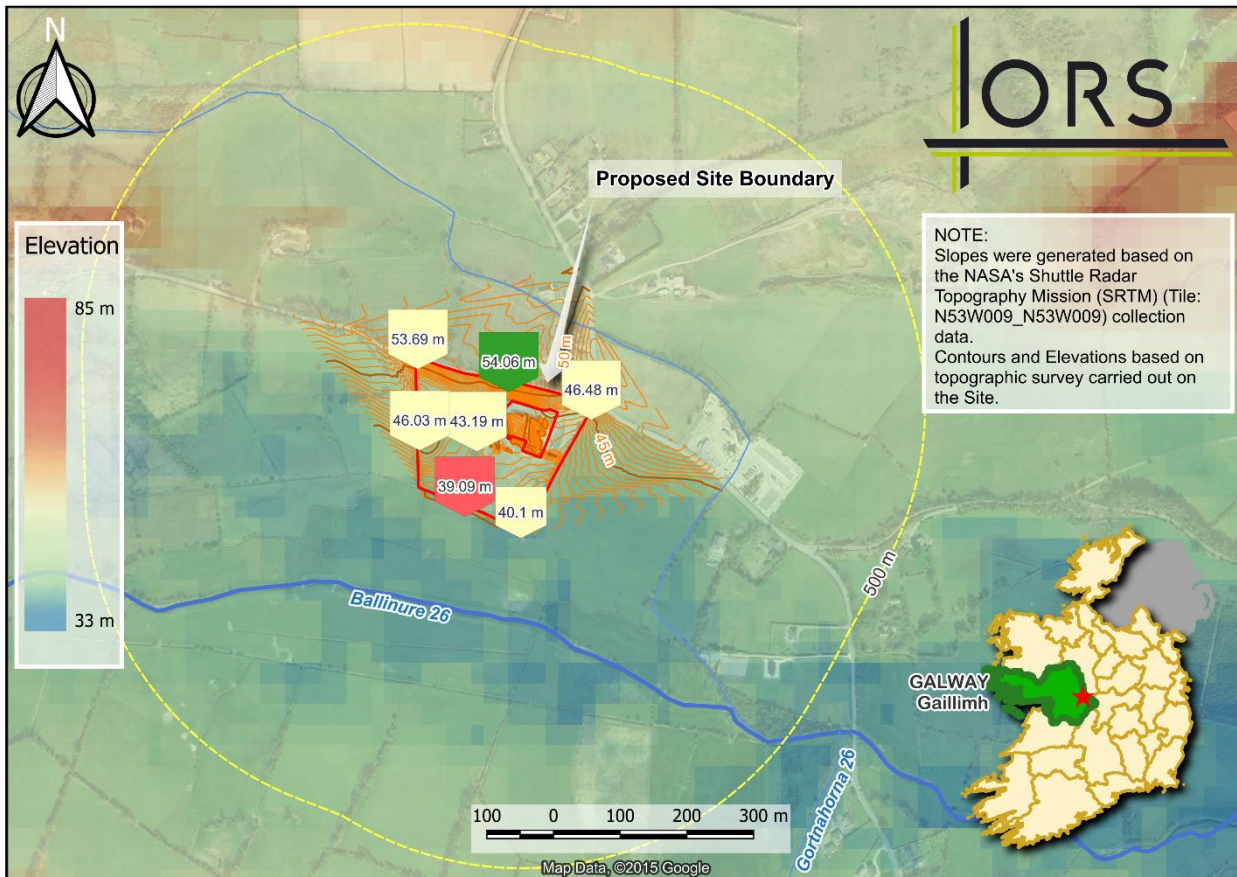 N
ORS
Proposed Site Boundary
Elevation
85 m
33 m
NOTE:
Slopes were generated based on
the NASA's Shuttle Radar
Topography Mission (SRTM) (Tile:
N53W009_N53W009) collection
data.
Contours and Elevations based on
topographic survey carried out on
the Site.
53.69 m
54.06 m
50 m
46.48 m
46.03 m
43.19 m
45 m
39.09 m
40.1 m
500 m
Ballinure 26
GALWAY
Gaillimh
Gortnahorna 26
100 0 100 200 300 m
Map Data, ©2015 Google